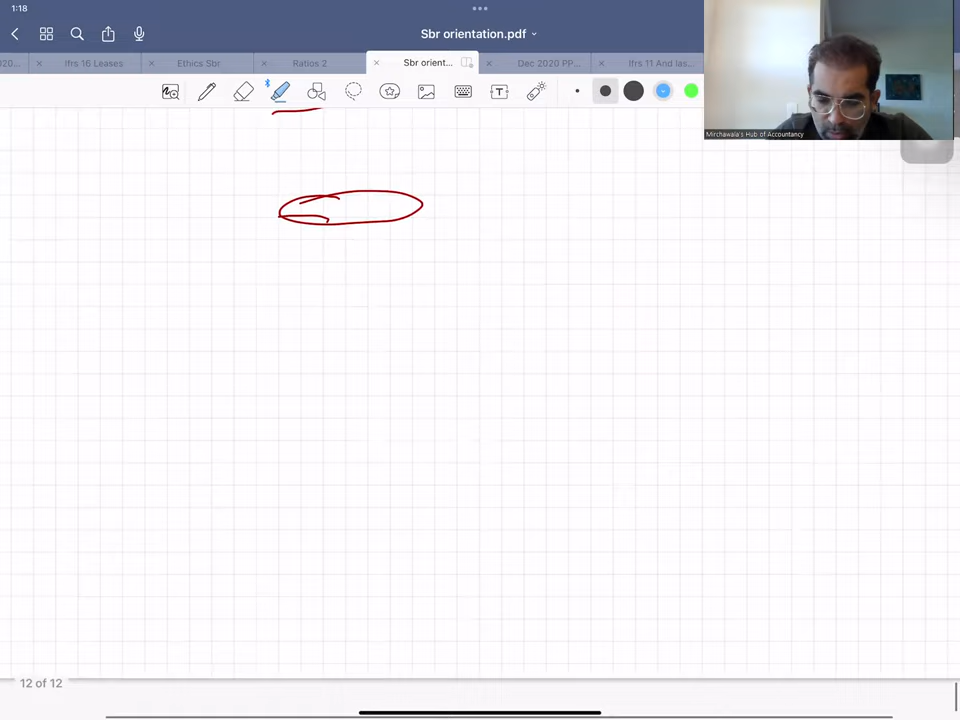 1:18
Sbr orientation.pdf
020...
Ifrs 16 Leases
Ethics Sbr
Ratios 2
Sbr orient...
Dec 2020 PP...
Ifrs 11 And las...
T
Mirchawala's Hub of Accountancy
12 of 12